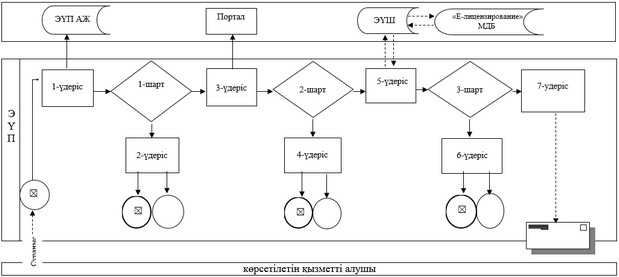 ЭҮП АЖ
Портал
ЭҮШ
«Е-лицензирование»
МДБ
Э
Ү
П
1-үдеріс
1-шарт
3-үдеріс
2-шарт
5-үдеріс
3-шарт
7-үдеріс
2-үдеріс
4-үдеріс
6-үдеріс
көрсетілетін қызметті алушы